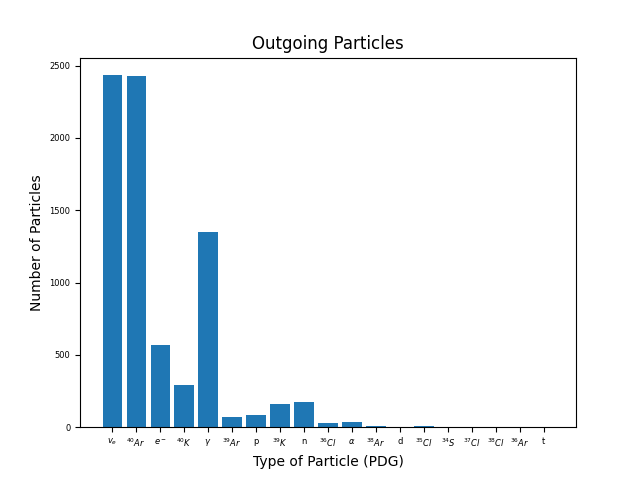 Outgoing Particles
Number of Particles
2500
2000
1500
1000
500
0
νₑ ⁴⁰Ar e⁻ ⁴⁰K γ ³⁹Ar p ³⁹K n ³⁶Cl α ³⁸Ar d ³⁵Cl ³⁴S ³⁷Cl ³⁸Cl ³⁶Ar t
Type of Particle (PDG)